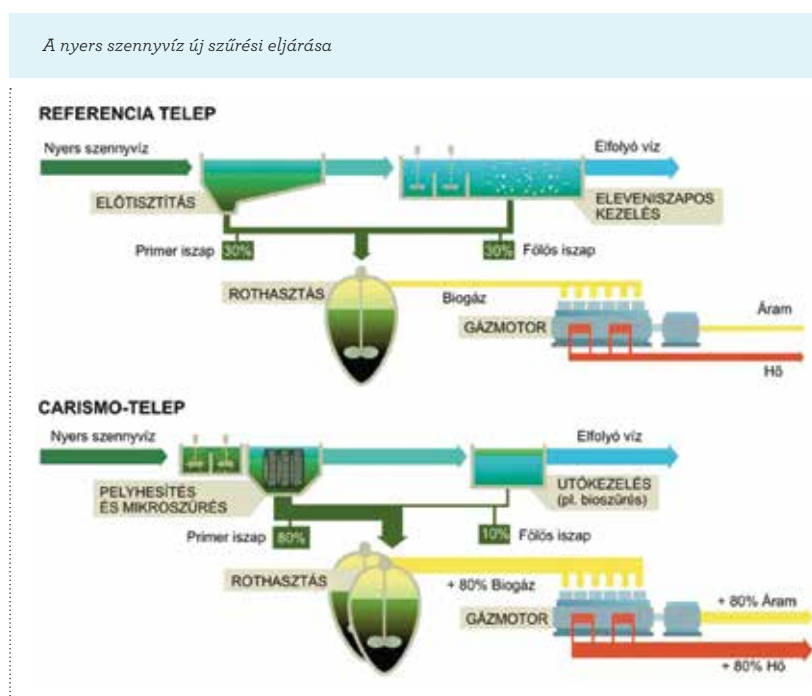 A nyers szennyvíz új szűrési eljárása
REFERENCIA TELEP
Nyers szennyvíz
Elfolyó víz
ELŐTISZTÍTÁS
ELEVENISZAPOS
KEZELÉS
Primer iszap 30%
30% Fölös iszap
ROTHASZTÁS
Biogáz
GÁZMOTOR
Áram
Hő
CARISMO-TELEP
Nyers szennyvíz
Elfolyó víz
PELYHESÍTÉS
ÉS MIKROSZŰRÉS
UTÓKEZELÉS
(pl. bioszűrés)
Primer iszap 80%
10% Fölös iszap
ROTHASZTÁS
+ 80% Biogáz
GÁZMOTOR
+ 80% Áram
+ 80% Hő